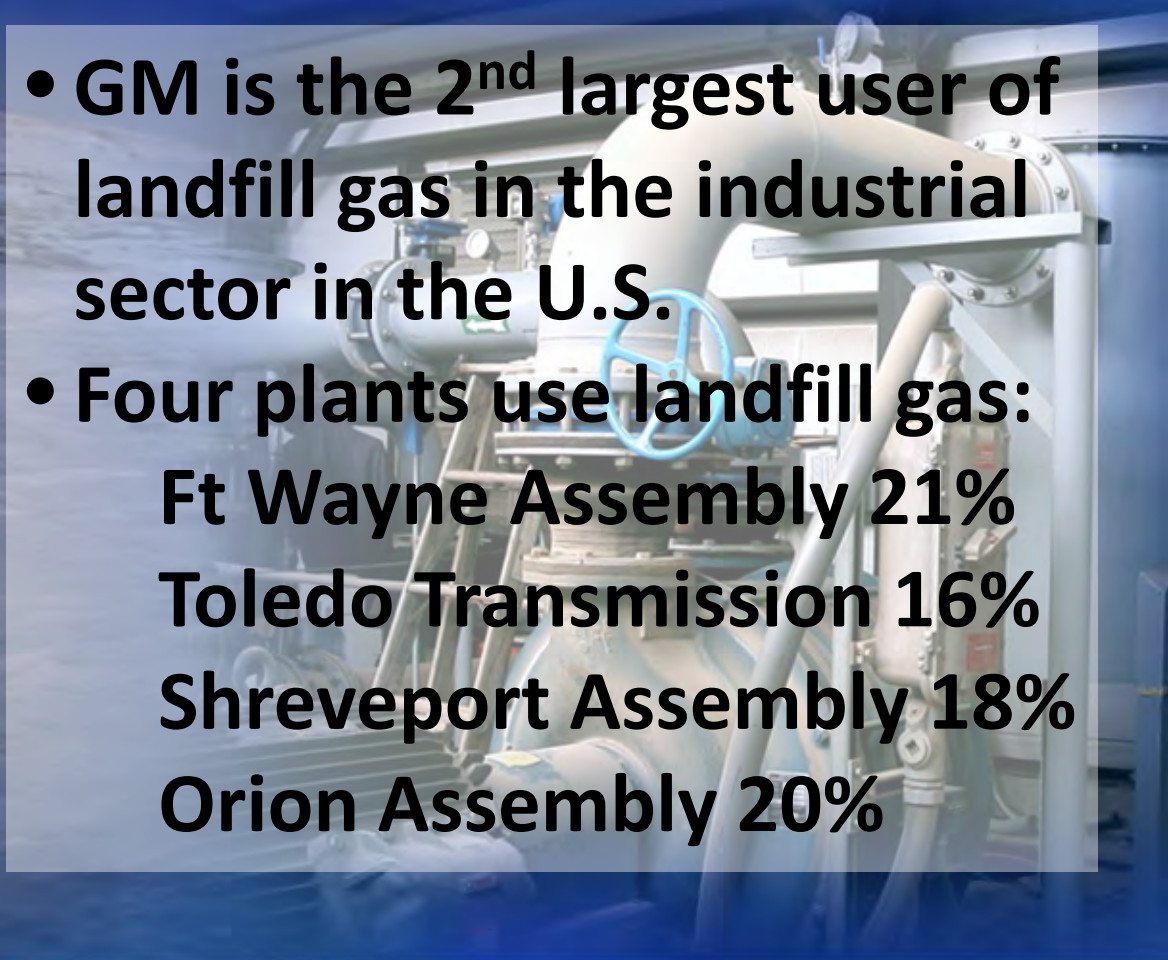 • GM is the 2nd largest user of
landfill gas in the industrial
sector in the U.S.
• Four plants use landfill gas:
Ft Wayne Assembly 21%
Toledo Transmission 16%
Shreveport Assembly 18%
Orion Assembly 20%